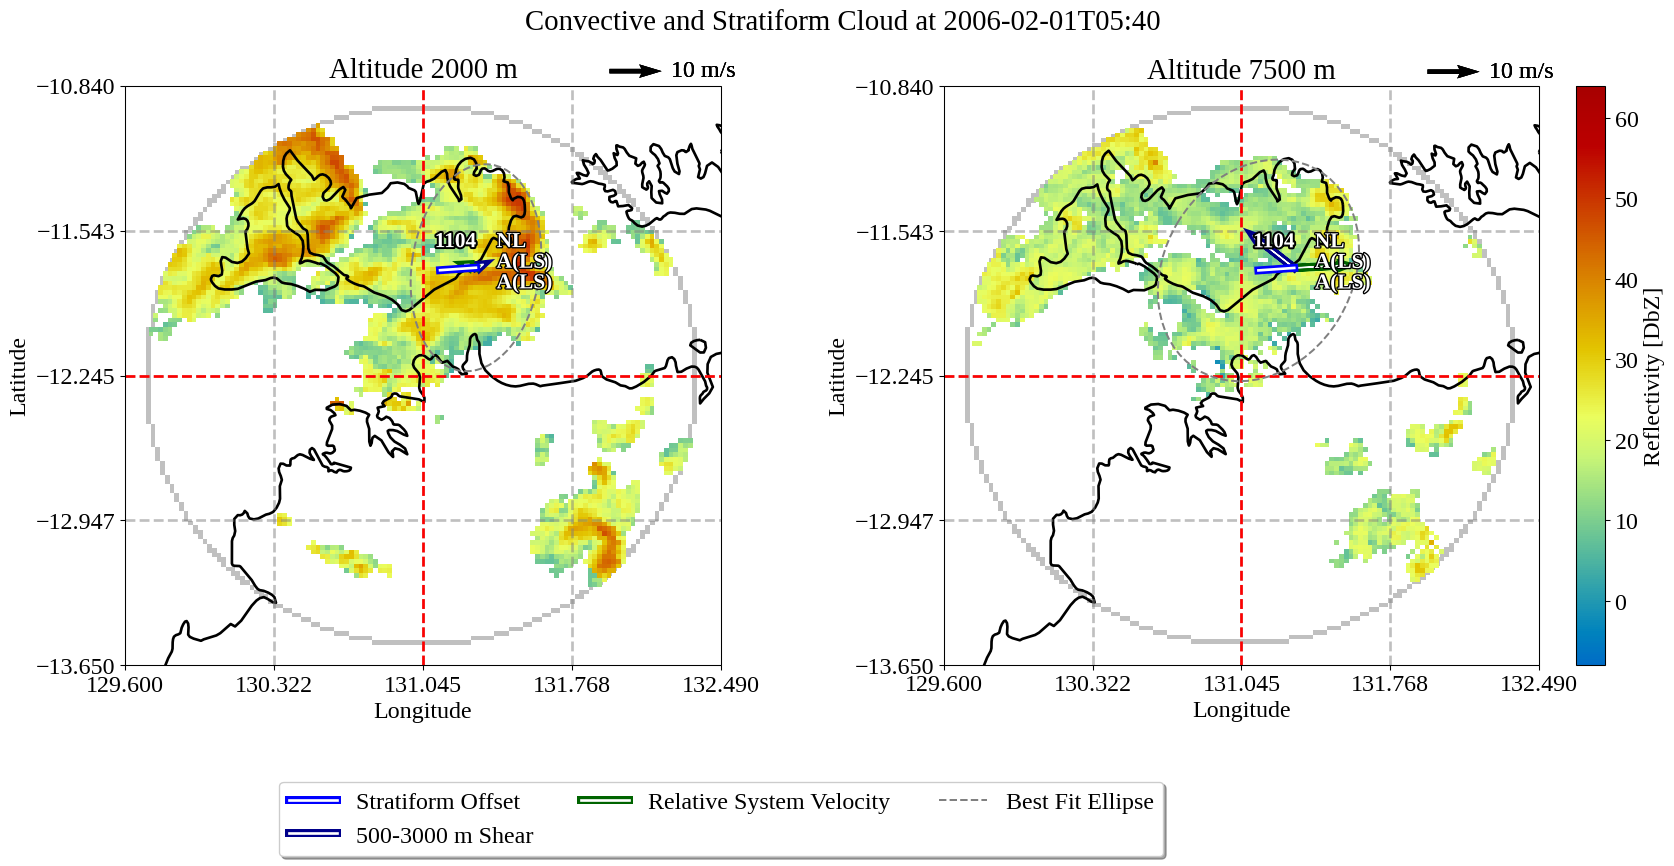 Convective and Stratiform Cloud at 2006-02-01T05:40
Altitude 2000 m
10 m/s
−10.840
−11.543
−12.245
−12.947
−13.650
Latitude
129.600
130.322
131.045
131.768
132.490
Longitude
1104
NL
A(LS)
A(LS)
Altitude 7500 m
10 m/s
−10.840
−11.543
−12.245
−12.947
−13.650
Latitude
129.600
130.322
131.045
131.768
132.490
Longitude
1104
NL
A(LS)
A(LS)
60
50
40
30
20
10
0
Reflectivity [DbZ]
Stratiform Offset
500-3000 m Shear
Relative System Velocity
Best Fit Ellipse